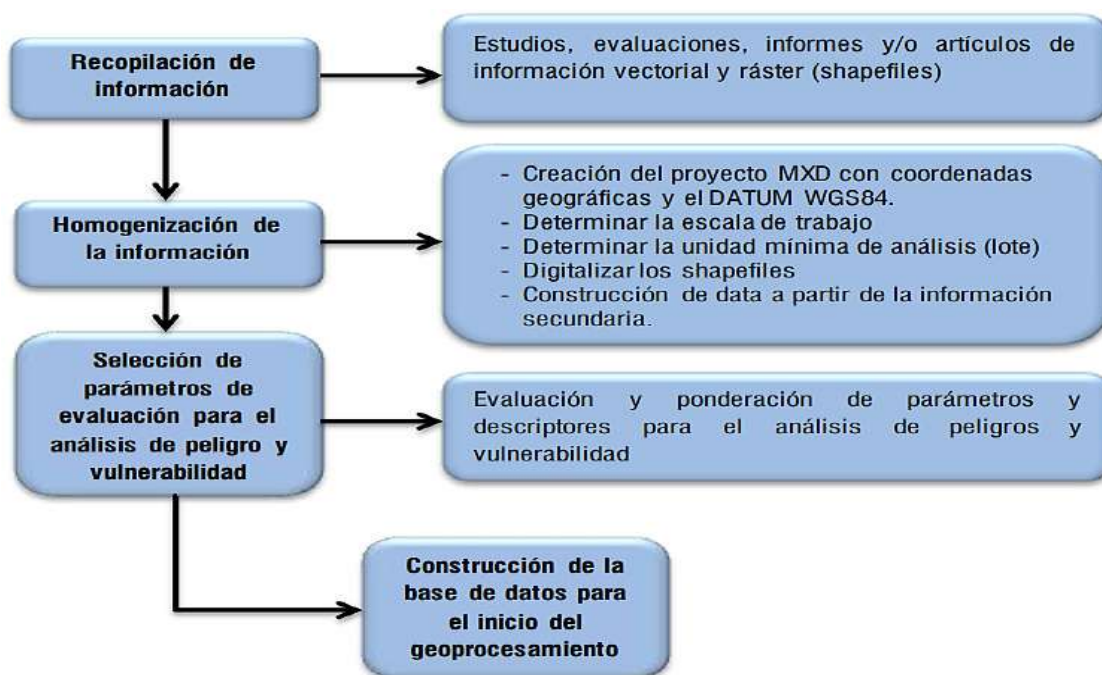 Recopilación de
información
Estudios, evaluaciones, informes y/o artículos de
información vectorial y ráster (shapefiles)
Homogenización de
la información
- Creación del proyecto MXD con coordenadas
geográficas y el DATUM WGS84.
- Determinar la escala de trabajo
- Determinar la unidad mínima de análisis (lote)
- Digitalizar los shapefiles
- Construcción de data a partir de la información
secundaria.
Selección de
parámetros de
evaluación para el
análisis de peligro y
vulnerabilidad
Evaluación y ponderación de parámetros y
descriptores para el análisis de peligros y
vulnerabilidad
Construcción de la
base de datos para
el inicio del
geoprocesamiento